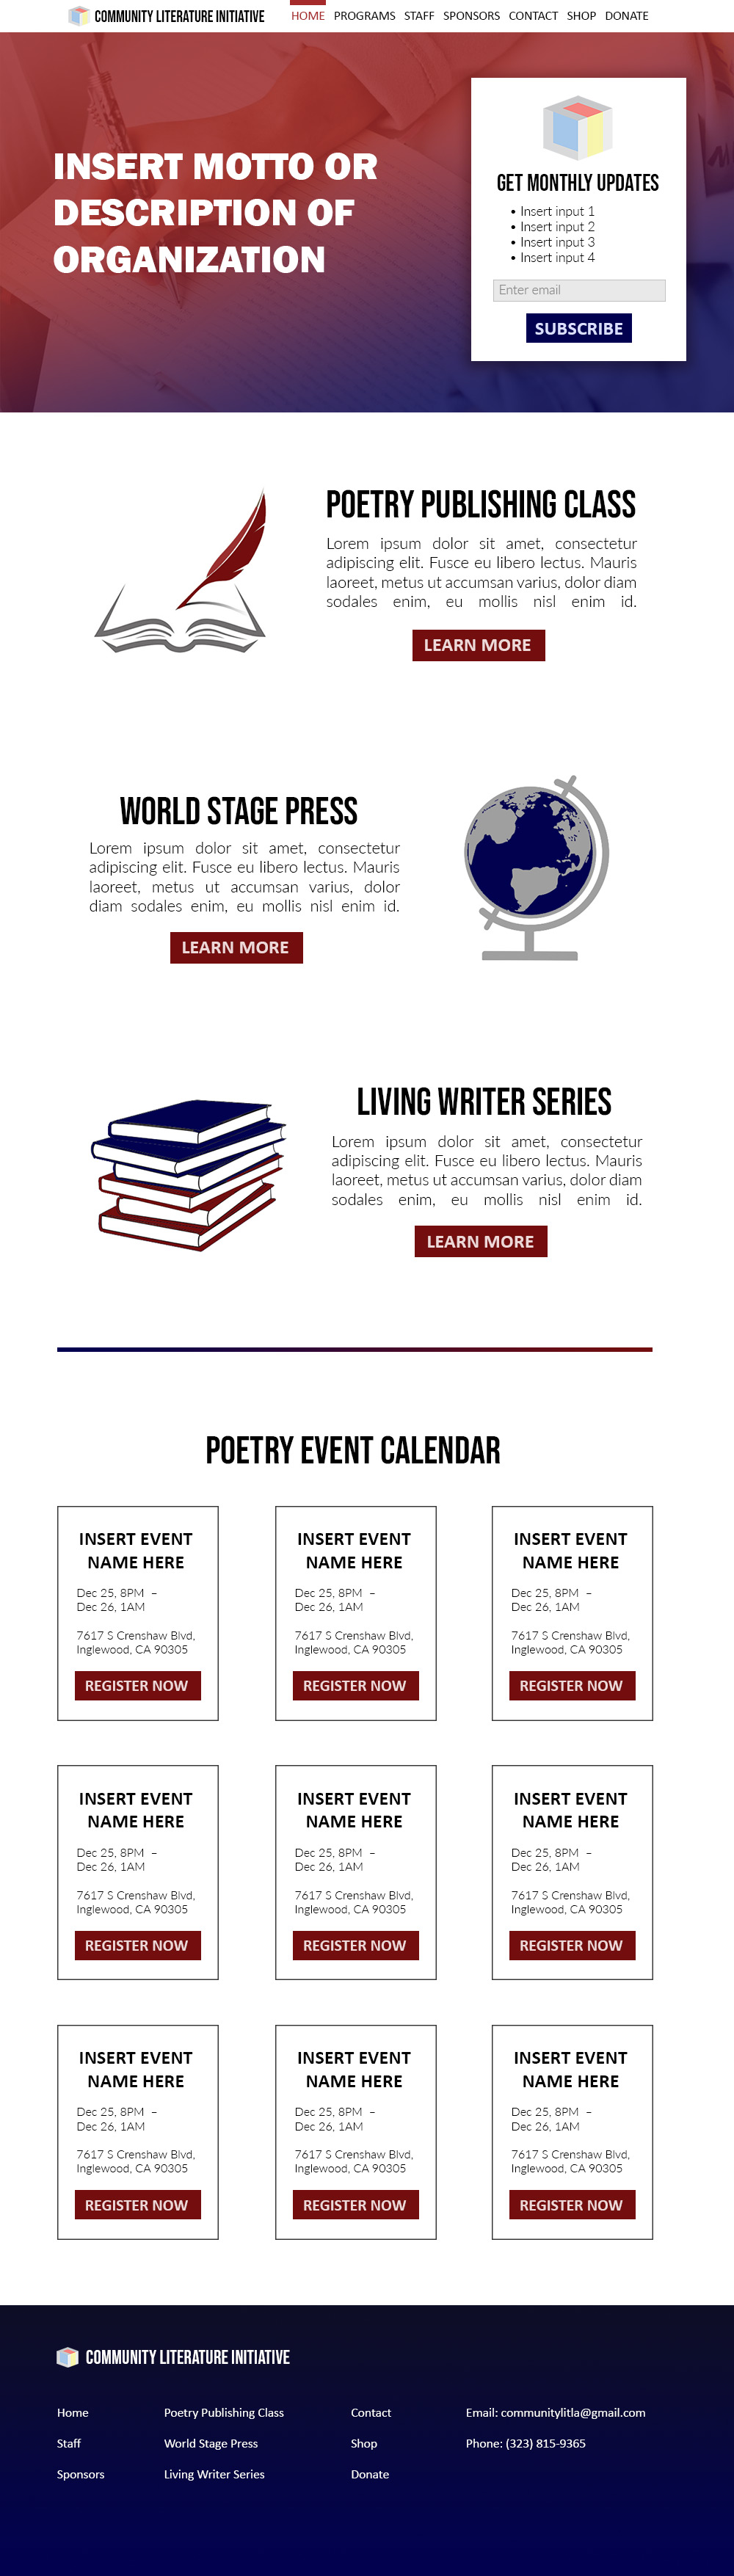 COMMUNITY LITERATURE INITIATIVE
HOME PROGRAMS STAFF SPONSORS CONTACT SHOP DONATE
INSERT MOTTO OR
DESCRIPTION OF
ORGANIZATION
GET MONTHLY UPDATES
• Insert input 1
• Insert input 2
• Insert input 3
• Insert input 4
Enter email
SUBSCRIBE
POETRY PUBLISHING CLASS
Lorem ipsum dolor sit amet, consectetur
adipiscing elit. Fusce eu libero lectus. Mauris
laoreet, metus ut accumsan varius, dolor diam
sodales enim, eu mollis nisl enim id.
LEARN MORE
WORLD STAGE PRESS
Lorem ipsum dolor sit amet, consectetur
adipiscing elit. Fusce eu libero lectus. Mauris
laoreet, metus ut accumsan varius, dolor
diam sodales enim, eu mollis nisl enim id.
LEARN MORE
LIVING WRITER SERIES
Lorem ipsum dolor sit amet, consectetur
adipiscing elit. Fusce eu libero lectus. Mauris
laoreet, metus ut accumsan varius, dolor diam
sodales enim, eu mollis nisl enim id.
LEARN MORE
POETRY EVENT CALENDAR
INSERT EVENT
NAME HERE
Dec 25, 8PM –
Dec 26, 1AM
7617 S Crenshaw Blvd,
Inglewood, CA 90305
REGISTER NOW
INSERT EVENT
NAME HERE
Dec 25, 8PM –
Dec 26, 1AM
7617 S Crenshaw Blvd,
Inglewood, CA 90305
REGISTER NOW
INSERT EVENT
NAME HERE
Dec 25, 8PM –
Dec 26, 1AM
7617 S Crenshaw Blvd,
Inglewood, CA 90305
REGISTER NOW
INSERT EVENT
NAME HERE
Dec 25, 8PM –
Dec 26, 1AM
7617 S Crenshaw Blvd,
Inglewood, CA 90305
REGISTER NOW
INSERT EVENT
NAME HERE
Dec 25, 8PM –
Dec 26, 1AM
7617 S Crenshaw Blvd,
Inglewood, CA 90305
REGISTER NOW
INSERT EVENT
NAME HERE
Dec 25, 8PM –
Dec 26, 1AM
7617 S Crenshaw Blvd,
Inglewood, CA 90305
REGISTER NOW
INSERT EVENT
NAME HERE
Dec 25, 8PM –
Dec 26, 1AM
7617 S Crenshaw Blvd,
Inglewood, CA 90305
REGISTER NOW
INSERT EVENT
NAME HERE
Dec 25, 8PM –
Dec 26, 1AM
7617 S Crenshaw Blvd,
Inglewood, CA 90305
REGISTER NOW
INSERT EVENT
NAME HERE
Dec 25, 8PM –
Dec 26, 1AM
7617 S Crenshaw Blvd,
Inglewood, CA 90305
REGISTER NOW
COMMUNITY LITERATURE INITIATIVE
Home
Staff
Sponsors
Poetry Publishing Class
World Stage Press
Living Writer Series
Contact
Shop
Donate
Email: communitylitla@gmail.com
Phone: (323) 815-9365